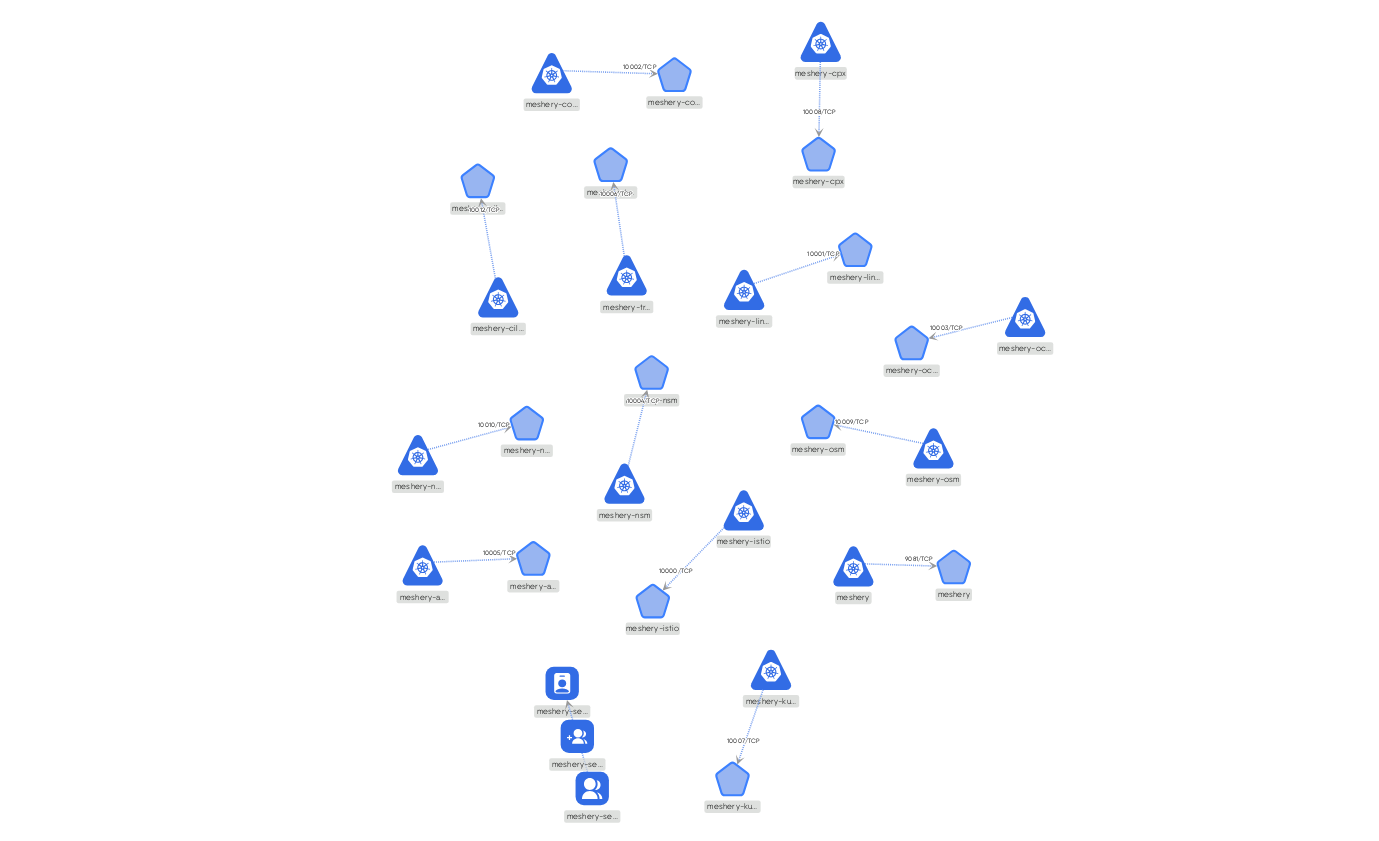 meshery-cpx
10002/TCP
meshery-co...
meshery-co...
10008/TCP
meshery-cpx
10006/TCP
10012/TCP
10001/TCP
meshery-lin...
meshery-tr...
meshery-lin...
meshery-cil...
10003/TCP
meshery-oc...
meshery-oc...
10004/TCP
10010/TCP
10009/TCP
meshery-n...
meshery-osm
meshery-osm
meshery-n...
meshery-nsm
meshery-istio
10005/TCP
9081/TCP
10000/TCP
meshery-a...
meshery
meshery-a...
meshery
meshery-istio
meshery-se...
meshery-ku...
10007/TCP
meshery-se...
meshery-ku...
meshery-se...